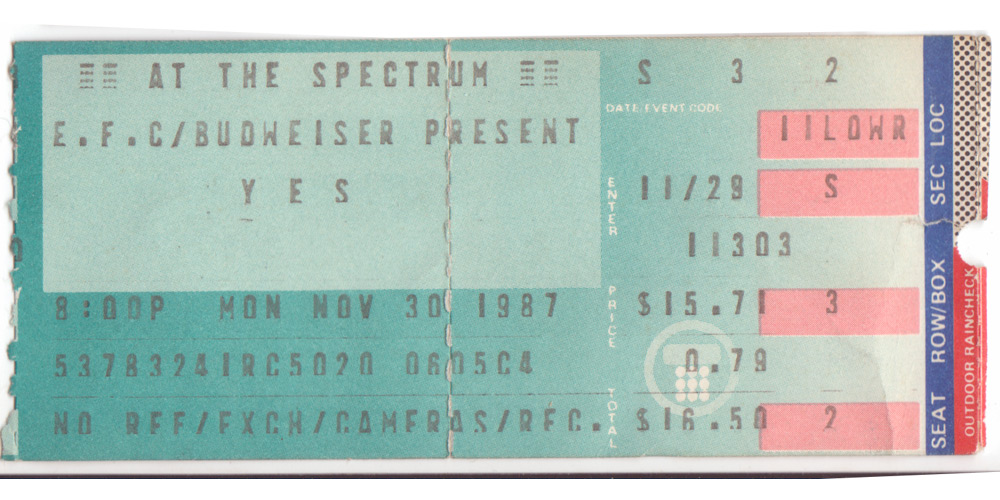 AT THE SPECTRUM
E.F.C/BUDWEISER PRESENT
Y E S
8:00P MON NOV 30 1987
5378324IRC5020 0605C4
NO REF/EXCH/CAMERAS/REC.
S 3 2
DATE/EVENT CODE
11LOWR
ENTER 11/29 S
11303
PRICE $15.71 3
0.79
TOTAL $16.50 2
SEAT ROW/BOX SEC LOC
OUTDOOR RAINCHECK